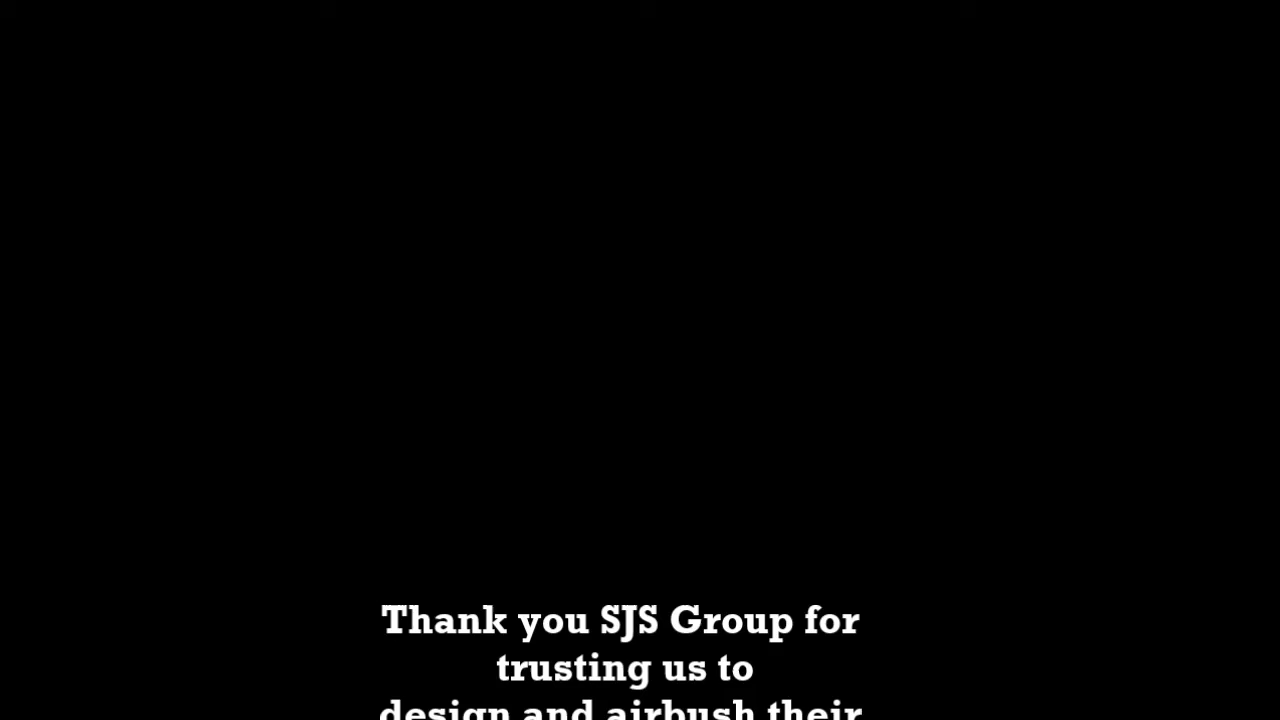 Thank you SJS Group for
trusting us to
design and airbush their